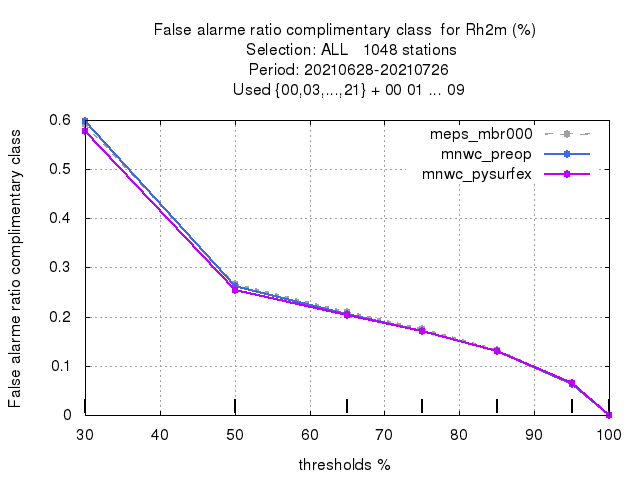 False alarme ratio complimentary class  for Rh2m (%)
Selection: ALL   1048 stations
Period: 20210628-20210726
Used {00,03,...,21} + 00 01 ... 09
False alarme ratio complimentary class
0.6
0.5
0.4
0.3
0.2
0.1
0
meps_mbr000
mnwc_preop
mnwc_pysurfex
30 40 50 60 70 80 90 100
thresholds %